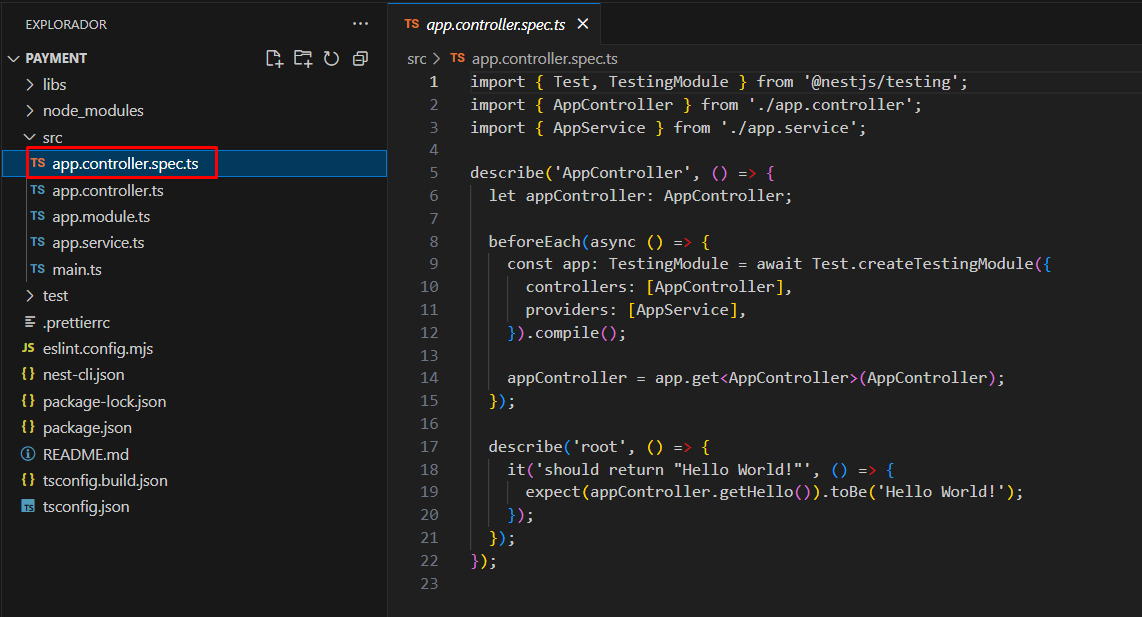 EXPLORADOR
PAYMENT
libs
node_modules
src
TS app.controller.spec.ts
TS app.controller.ts
TS app.module.ts
TS app.service.ts
TS main.ts
test
.prettierrc
JS eslint.config.mjs
{} nest-cli.json
{} package-lock.json
{} package.json
README.md
{} tsconfig.build.json
TS tsconfig.json
TS app.controller.spec.ts
src > TS app.controller.spec.ts
1 import { Test, TestingModule } from '@nestjs/testing';
2 import { AppController } from './app.controller';
3 import { AppService } from './app.service';
4
5 describe('AppController', () => {
6   let appController: AppController;
7
8   beforeEach(async () => {
9     const app: TestingModule = await Test.createTestingModule({
10       controllers: [AppController],
11       providers: [AppService],
12     }).compile();
13
14     appController = app.get<AppController>(AppController);
15   });
16
17   describe('root', () => {
18     it('should return "Hello World!"', () => {
19       expect(appController.getHello()).toBe('Hello World!');
20     });
21   });
22 });
23